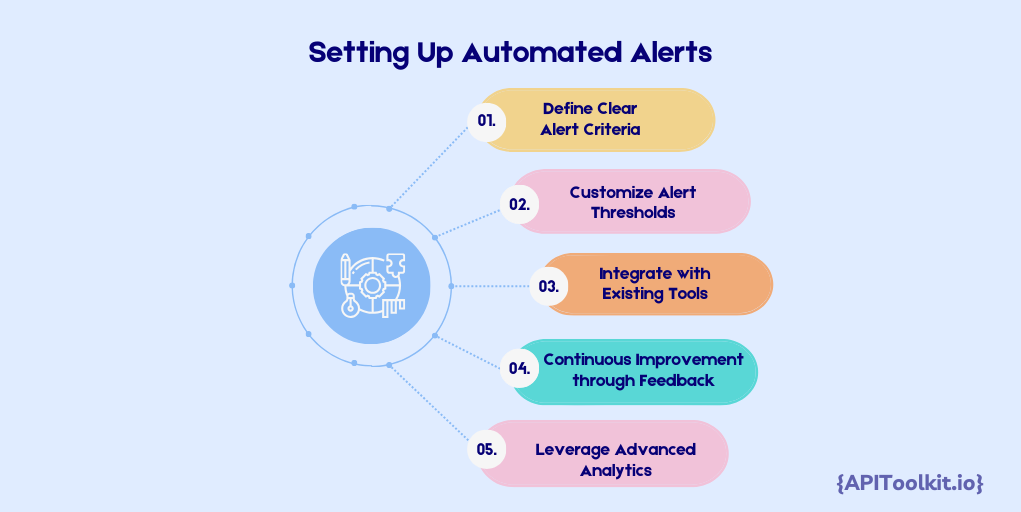 Setting Up Automated Alerts
01.
Define Clear
Alert Criteria
02.
Customize Alert
Thresholds
03.
Integrate with
Existing Tools
04.
Continuous Improvement
through Feedback
05.
Leverage Advanced
Analytics
{APIToolkit.io}